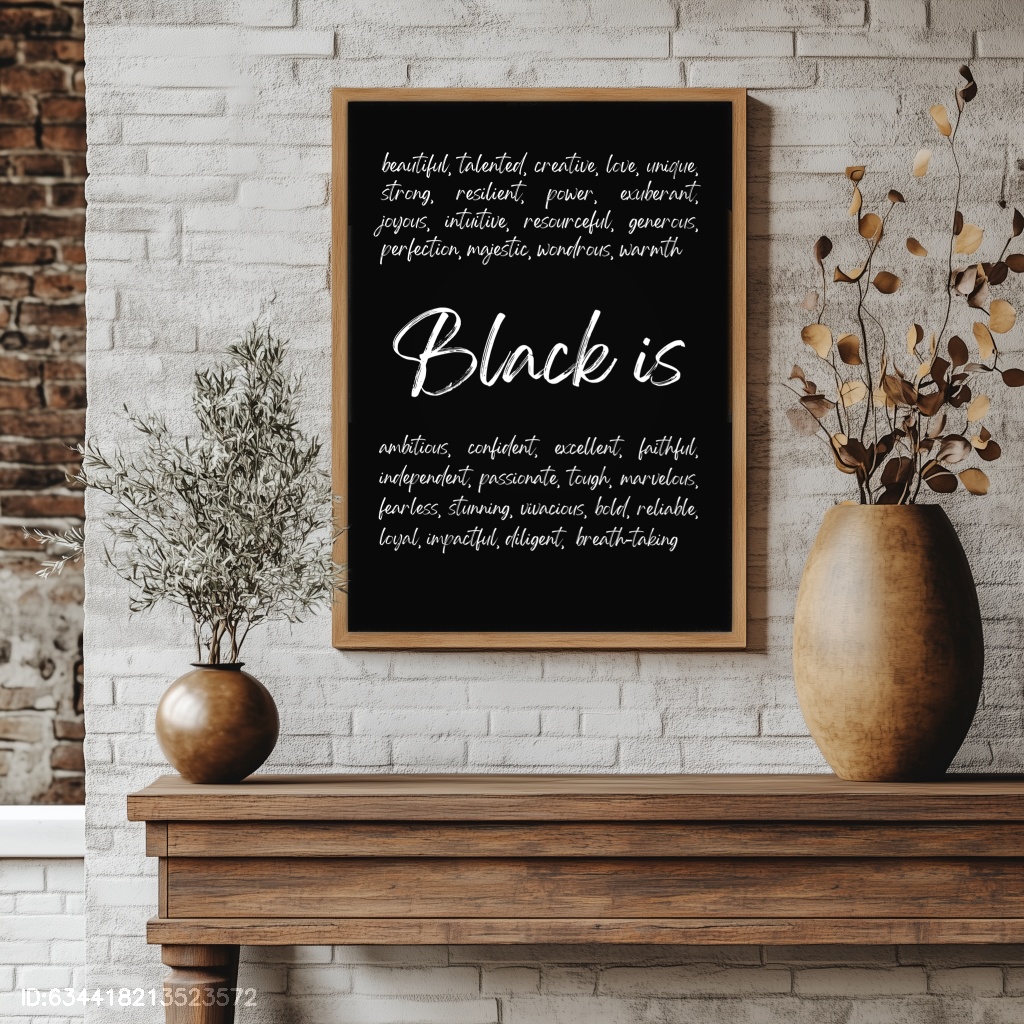 beautiful, talented, creative, love, unique,
strong, resilient, power, exuberant,
joyous, intuitive, resourceful, generous,
perfection, majestic, wondrous, warmth
Black is
ambitious, confident, excellent, faithful,
independent, passionate, tough, marvelous,
fearless, stunning, vivacious, bold, reliable,
loyal, impactful, diligent, breath-taking
ID:634418213523572